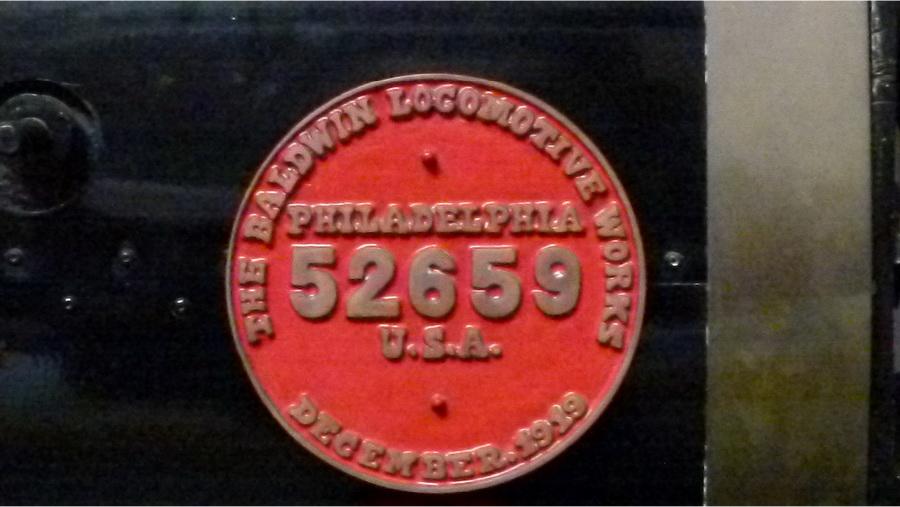 THE BALDWIN LOCOMOTIVE WORKS
PHILADELPHIA
52659
U.S.A.
DECEMBER.1919